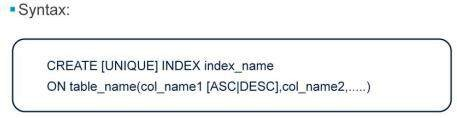 Syntax:
CREATE [UNIQUE] INDEX index_name
ON table_name(col_name1 [ASC|DESC],col_name2,.....)